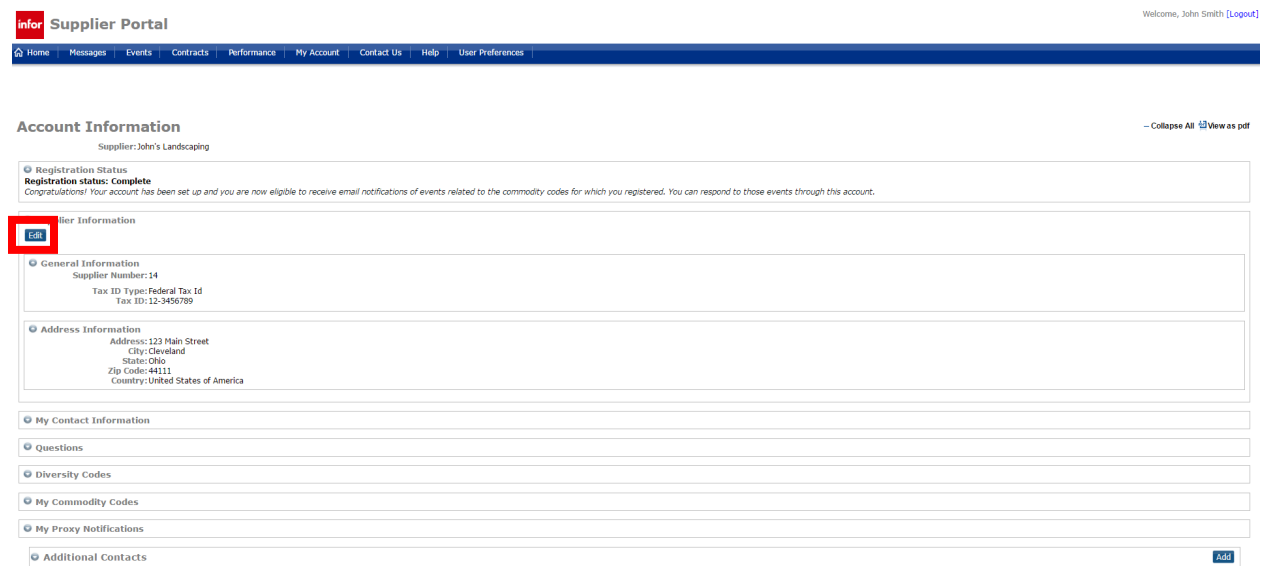 Welcome, John Smith [Logout]
infor Supplier Portal
Home Messages Events Contracts Performance My Account Contact Us Help User Preferences
Account Information
– Collapse All View as pdf
Supplier: John's Landscaping
Registration Status
Registration status: Complete
Congratulations! Your account has been set up and you are now eligible to receive email notifications of events related to the commodity codes for which you registered. You can respond to those events through this account.
lier Information
Edit
General Information
Supplier Number: 14
Tax ID Type: Federal Tax Id
Tax ID: 12-3456789
Address Information
Address: 123 Main Street
City: Cleveland
State: Ohio
Zip Code: 44111
Country: United States of America
My Contact Information
Questions
Diversity Codes
My Commodity Codes
My Proxy Notifications
Additional Contacts
Add